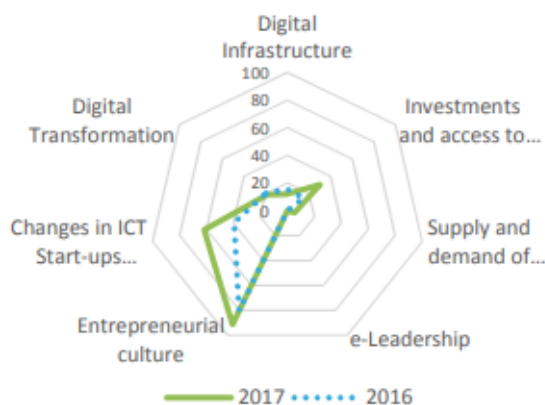 Digital
Infrastructure
100
80
60
40
20
0
Investments
and access to...
Supply and
demand of...
e-Leadership
Entrepreneurial
culture
Changes in ICT
Start-ups...
Digital
Transformation
2017 2016